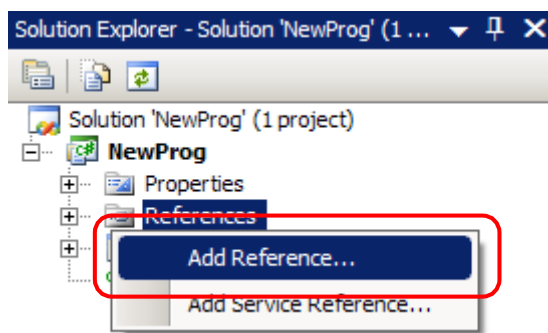 Solution Explorer - Solution 'NewProg' (1 ...
Solution 'NewProg' (1 project)
NewProg
Properties
References
Add Reference...
Add Service Reference...